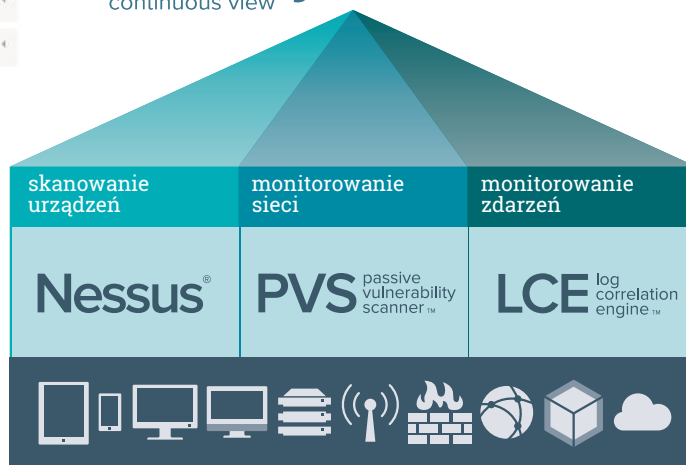 continuous view
skanowanie
urządzeń
monitorowanie
sieci
monitorowanie
zdarzeń
Nessus®
PVS passive
vulnerability
scanner™
LCE log
correlation
engine™